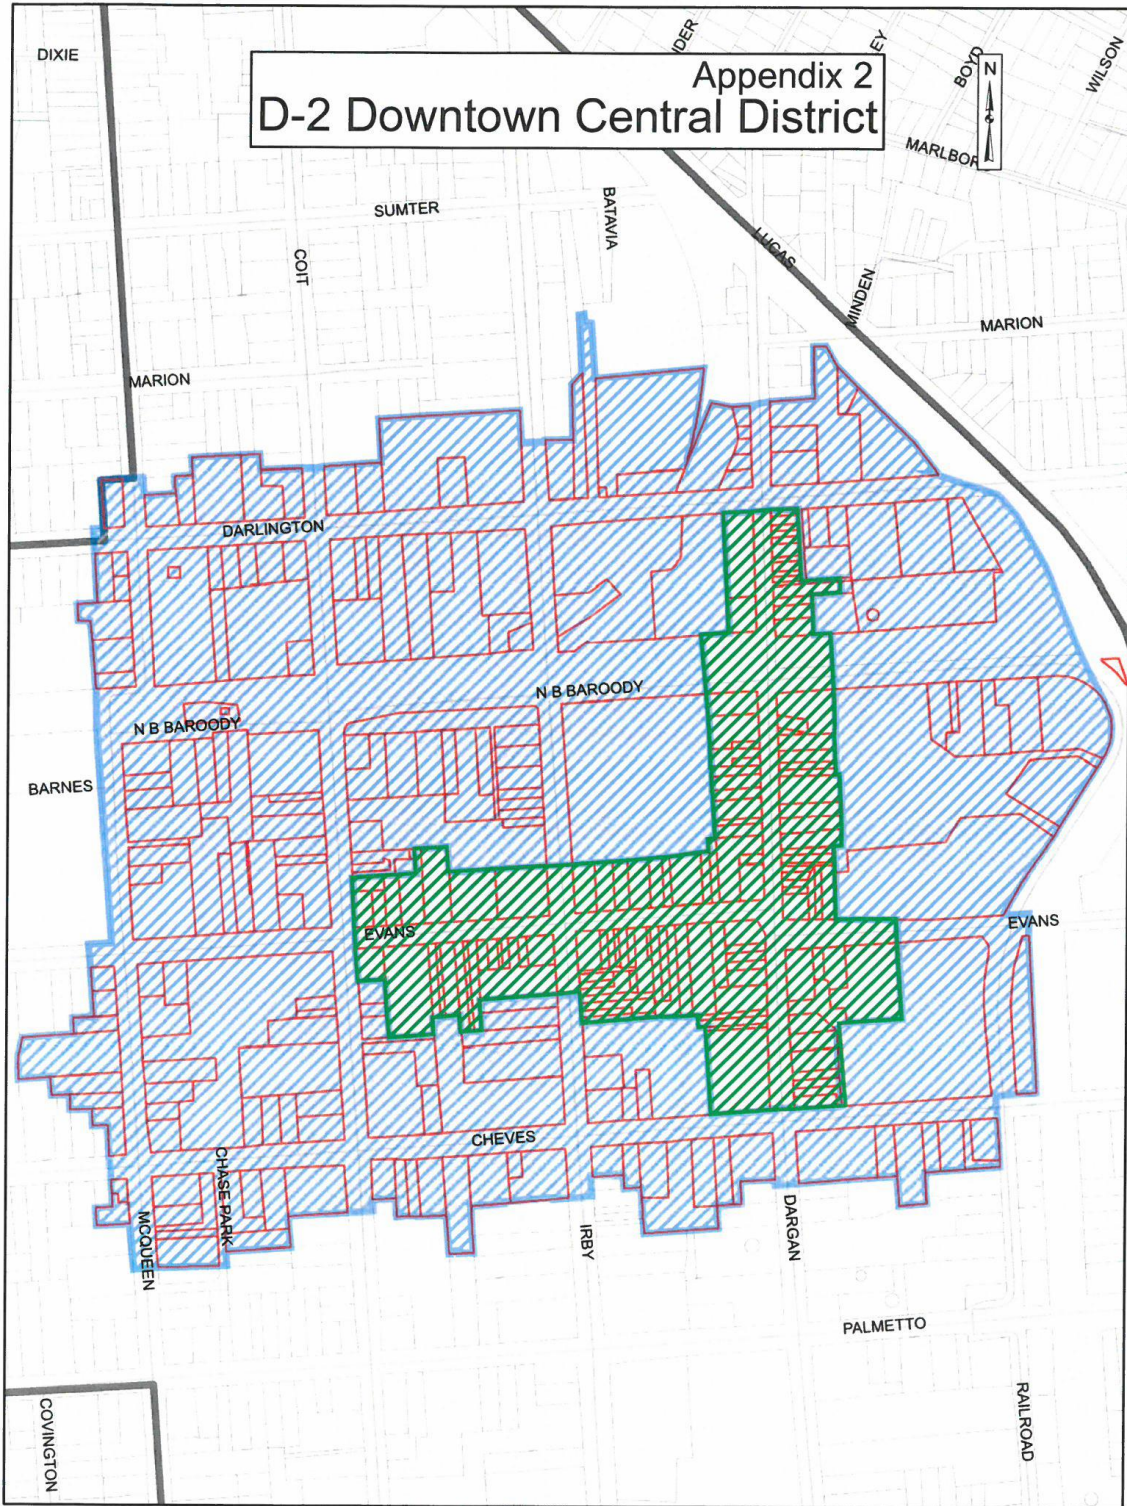 DIXIE
Appendix 2
D-2 Downtown Central District
BOYD
N
WILSON
MARLBOR
SUMTER
BATAVIA
COIT
LUCAS
MINDEN
MARION
MARION
DARLINGTON
N B BAROODY
N B BAROODY
BARNES
EVANS
EVANS
CHEVES
CHASE PARK
MCQUEEN
IRBY
DARGAN
PALMETTO
COVINGTON
RAILROAD